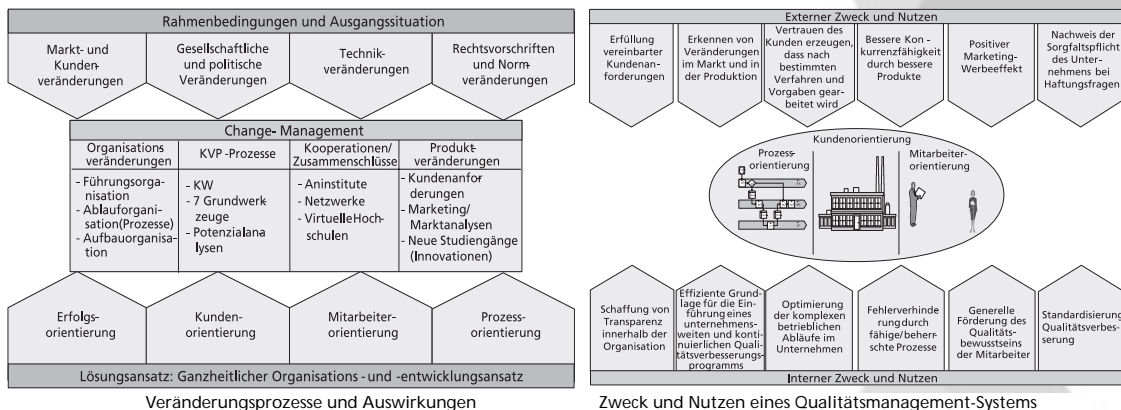 Rahmenbedingungen und Ausgangssituation
Markt- und
Kunden-
veränderungen
Gesellschaftliche
und politische
Veränderungen
Technik-
veränderungen
Rechtsvorschriften
und Norm-
veränderungen
Change- Management
Organisations
veränderungen
- Führungsorga-
nisation
- Ablauforgani-
sation(Prozesse)
- Aufbauorganisa-
tion
KVP -Prozesse
- KW
- 7 Grundwerk-
zeuge
- Potenzialana-
lysen
Kooperationen/
Zusammenschlüsse
- Aninstitute
- Netzwerke
- VirtuelleHoch-
schulen
Produkt-
veränderungen
- Kundenanfor-
derungen
- Marketing/
Marktanalysen
- Neue Studiengänge
(Innovationen)
Erfolgs-
orientierung
Kunden-
orientierung
Mitarbeiter-
orientierung
Prozess-
orientierung
Lösungsansatz: Ganzheitlicher Organisations - und -entwicklungsansatz
Veränderungsprozesse und Auswirkungen
Externer Zweck und Nutzen
Erfüllung
vereinbarter
Kundenan-
forderungen
Erkennen von
Veränderungen
im Markt und in
der Produktion
Vertrauen des
Kunden erzeugen,
dass nach
bestimmten
Verfahren und
Vorgaben gear-
beitet wird
Bessere Kon -
kurrenzfähigkeit
durch bessere
Produkte
Positiver
Marketing-
Werbeeffekt
Nachweis der
Sorgfaltspflicht
des Unter-
nehmens bei
Haftungsfragen
Kundenorientierung
Prozess-
orientierung
Mitarbeiter-
orientierung
Schaffung von
Transparenz
innerhalb der
Organisation
Effiziente Grund-
lage für die Ein-
führung eines
unternehmens-
weiten und konti-
nuierlichen Quali-
tätsverbesserungs-
programms
Optimierung
der komplexen
betrieblichen
Abläufe im
Unternehmen
Fehlerverhinde
rung durch
fähige/beherr-
schte Prozesse
Generelle
Förderung des
Qualitäts-
bewusstseins
der Mitarbeiter
Standardisierung
Qualitätsverbes-
serung
Interner Zweck und Nutzen
Zweck und Nutzen eines Qualitätsmanagement-Systems